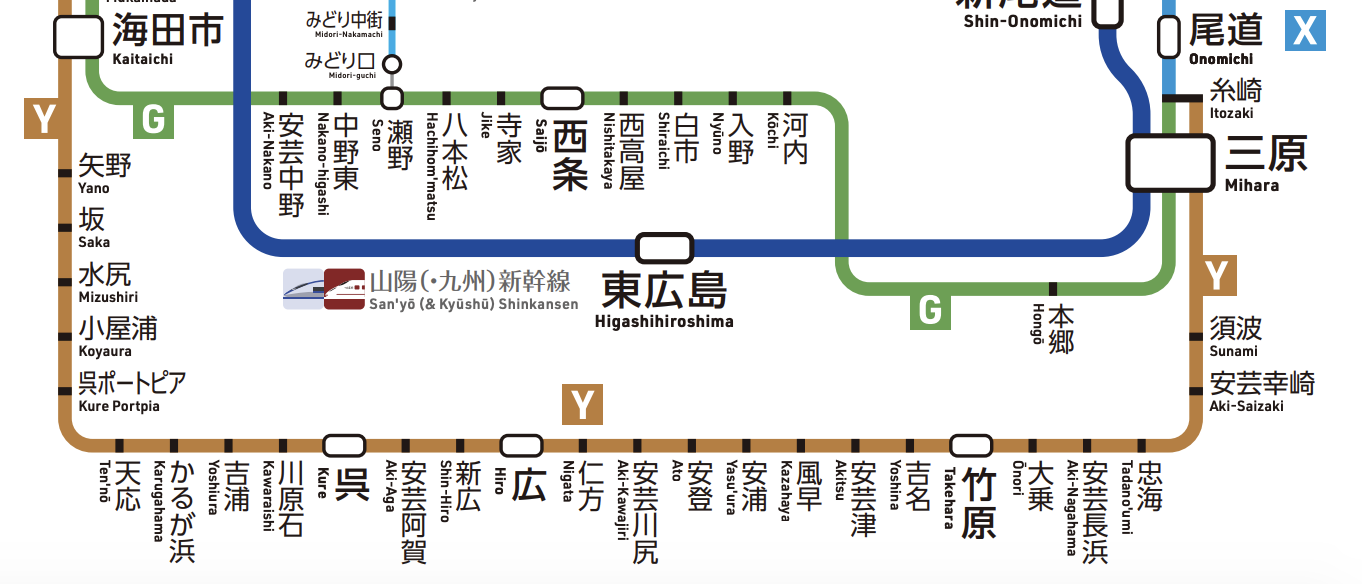 海田市
Kaitaichi
みどり中街
Midori-Nakamachi
みどり口
Midori-guchi
Shin-Onomichi
尾道
Onomichi
X
糸崎
Itozaki
三原
Mihara
Y
G
安芸中野
Aki-Nakano
中野東
Nakano-higashi
瀬野
Seno
八本松
Hachihom'matsu
寺家
Jike
西条
Saijō
西高屋
Nishitakaya
白市
Shiraichi
入野
Nyūno
河内
Kōchi
矢野
Yano
坂
Saka
水尻
Mizushiri
小屋浦
Koyaura
呉ポートピア
Kure Portpia
山陽(・九州)新幹線
San'yō (& Kyūshū) Shinkansen
東広島
Higashihiroshima
G
本郷
Hongō
Y
須波
Sunami
安芸幸崎
Aki-Saizaki
Y
天応
Ten'nō
かるが浜
Karugahama
吉浦
Yoshiura
川原石
Kawaraishi
呉
Kure
安芸阿賀
Aki-Aga
新広
Shin-Hiro
広
Hiro
仁方
Nigata
安芸川尻
Aki-Kawajiri
安登
Ato
安浦
Yasu'ura
風早
Kazahaya
安芸津
Akitsu
吉名
Yoshina
竹原
Takehara
大乗
Ōnori
安芸長浜
Aki-Nagahama
忠海
Tadano'umi